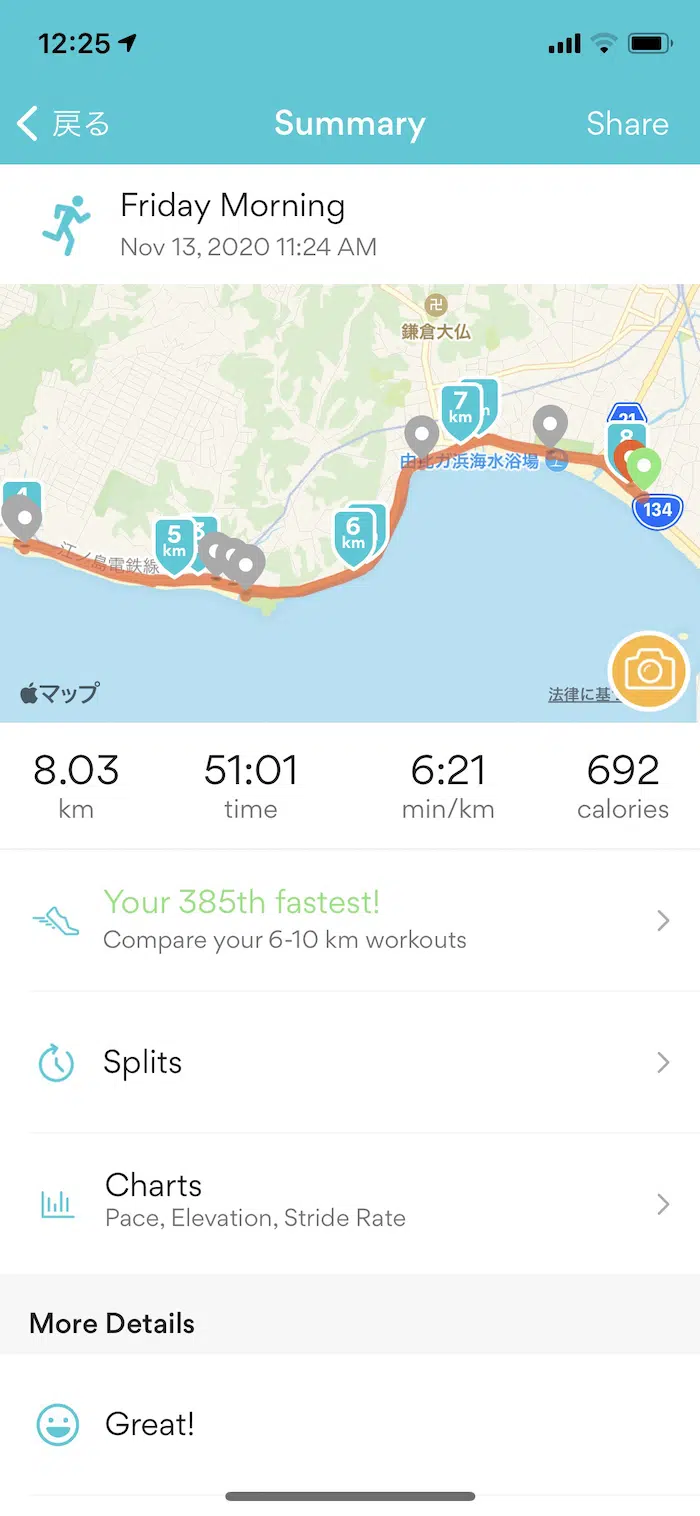 12:25
戻る
Summary
Share
Friday Morning
Nov 13, 2020 11:24 AM
卍
鎌倉大仏
7
km
21
8
4
由比ガ浜海水浴場
134
5
km
6
km
江ノ島電鉄線
マップ
法律に基
8.03
km
51:01
time
6:21
min/km
692
calories
Your 385th fastest!
Compare your 6-10 km workouts
Splits
Charts
Pace, Elevation, Stride Rate
More Details
Great!